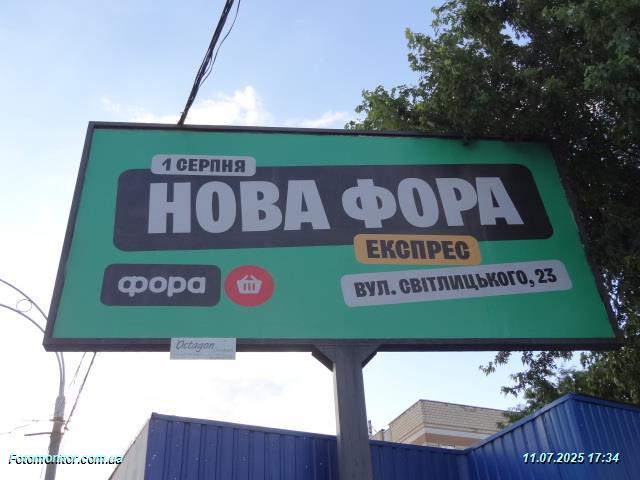 1 СЕРПНЯ
НОВА ФОРА
ЕКСПРЕС
фора
ВУЛ. СВІТЛИЦЬКОГО, 23
Octagon
Fotomonitor.com.ua
11.07.2025 17:34